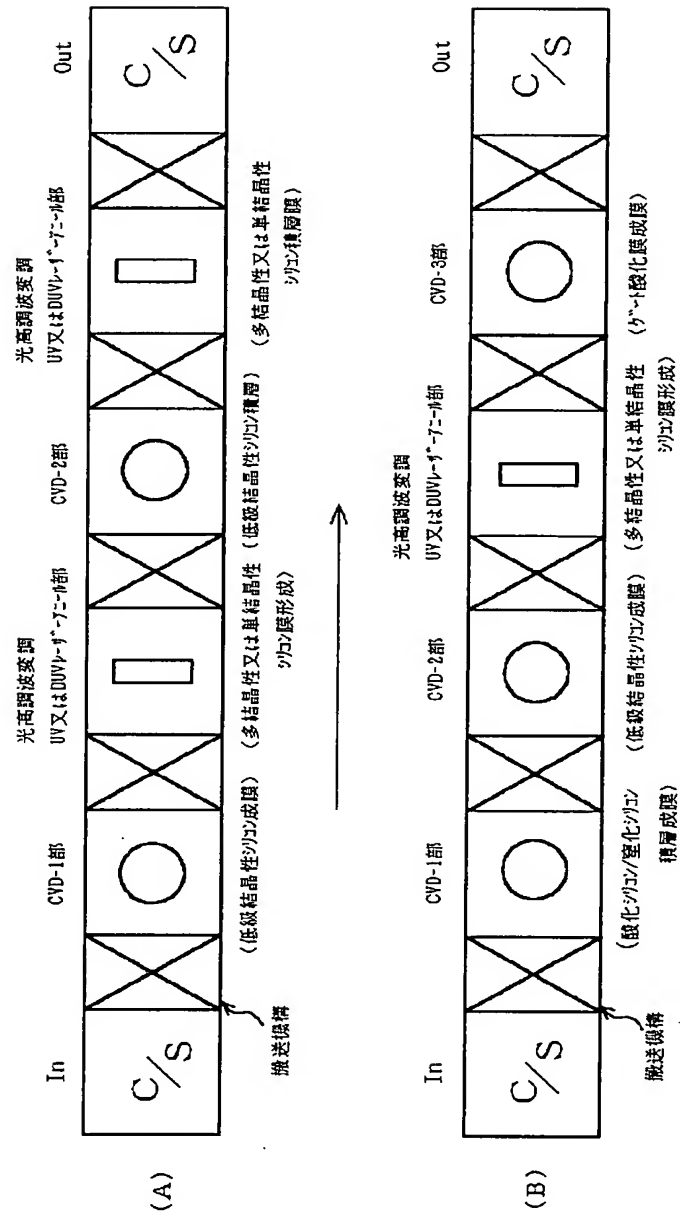 (A)
In
C/S
搬送機構
CVD-1部
(低級結晶性シリコン成膜)
光高調波変調
UV又はDUVレーザーアニール部
(多結晶性又は単結晶性
シリコン膜形成)
CVD-2部
(低級結晶性シリコン積層)
光高調波変調
UV又はDUVレーザーアニール部
(多結晶性又は単結晶性
シリコン積層膜)
Out
C/S
(B)
In
C/S
搬送機構
CVD-1部
(酸化シリコン/窒化シリコン
積層成膜)
CVD-2部
(低級結晶性シリコン成膜)
光高調波変調
UV又はDUVレーザーアニール部
(多結晶性又は単結晶性
シリコン膜形成)
CVD-3部
(ゲート酸化膜成膜)
Out
C/S